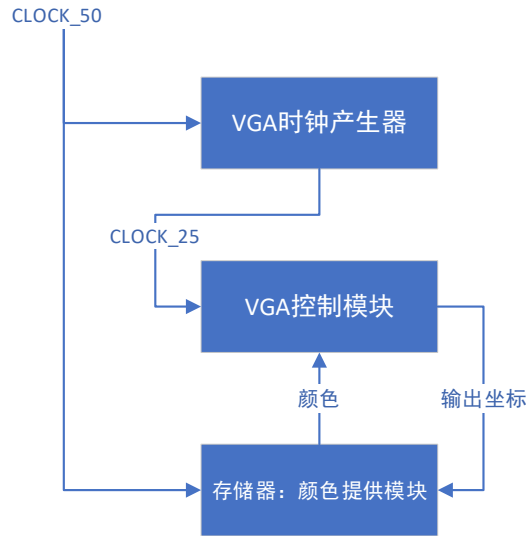 CLOCK_50
VGA时钟产生器
CLOCK_25
VGA控制模块
颜色
输出坐标
存储器：颜色提供模块